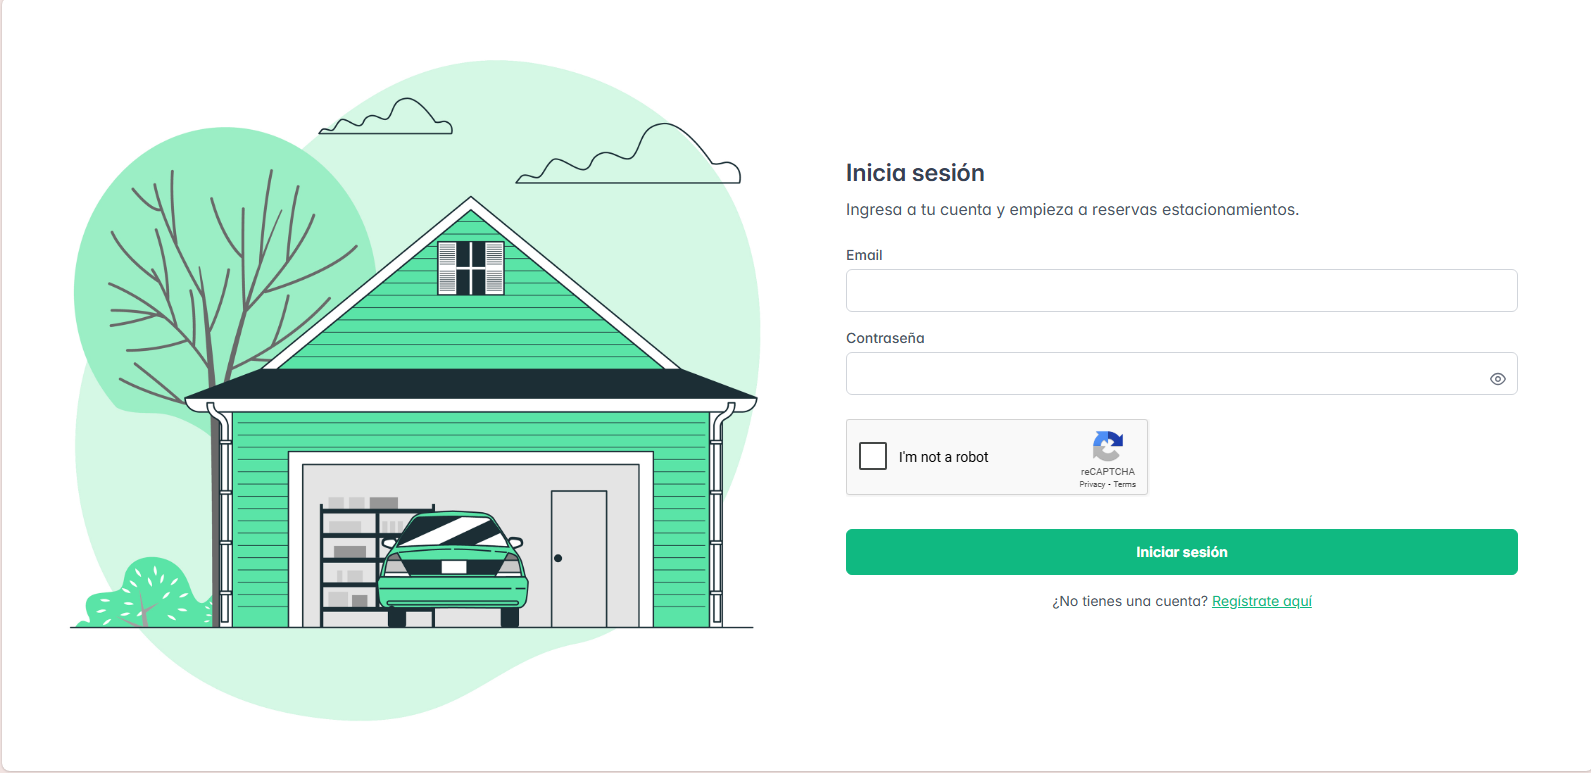 Inicia sesión
Ingresa a tu cuenta y empieza a reservas estacionamientos.
Email
Contraseña
I'm not a robot
reCAPTCHA
Privacy - Terms
Iniciar sesión
¿No tienes una cuenta? Regístrate aquí